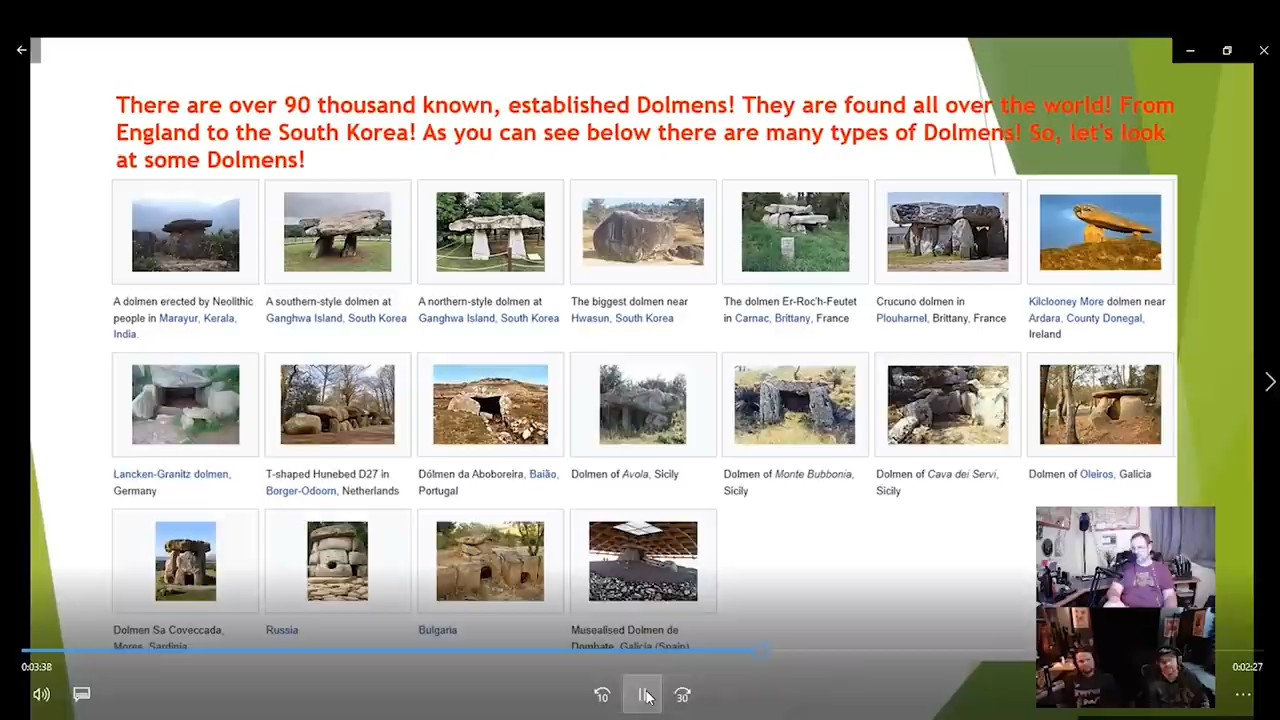 There are over 90 thousand known, established Dolmens! They are found all over the world! From
England to the South Korea! As you can see below there are many types of Dolmens! So, let's look
at some Dolmens!
A dolmen erected by Neolithic
people in Marayur, Kerala,
India.
A southern-style dolmen at
Ganghwa Island, South Korea
A northern-style dolmen at
Ganghwa Island, South Korea
The biggest dolmen near
Hwasun, South Korea
The dolmen Er-Roc'h-Feutet
in Carnac, Brittany, France
Crucuno dolmen in
Plouharnel, Brittany, France
Kilclooney More dolmen near
Ardara, County Donegal,
Ireland
Lancken-Granitz dolmen,
Germany
T-shaped Hunebed D27 in
Borger-Odoorn, Netherlands
Dólmen da Aboboreira, Baião,
Portugal
Dolmen of Avola, Sicily
Dolmen of Monte Bubbonia,
Sicily
Dolmen of Cava dei Servi,
Sicily
Dolmen of Oleiros, Galicia
Dolmen Sa Coveccada,
Mores, Sardinia
Russia
Bulgaria
Musealised Dolmen de
Dombate, Galicia (Spain)
0:03:38
0:02:27
10
30